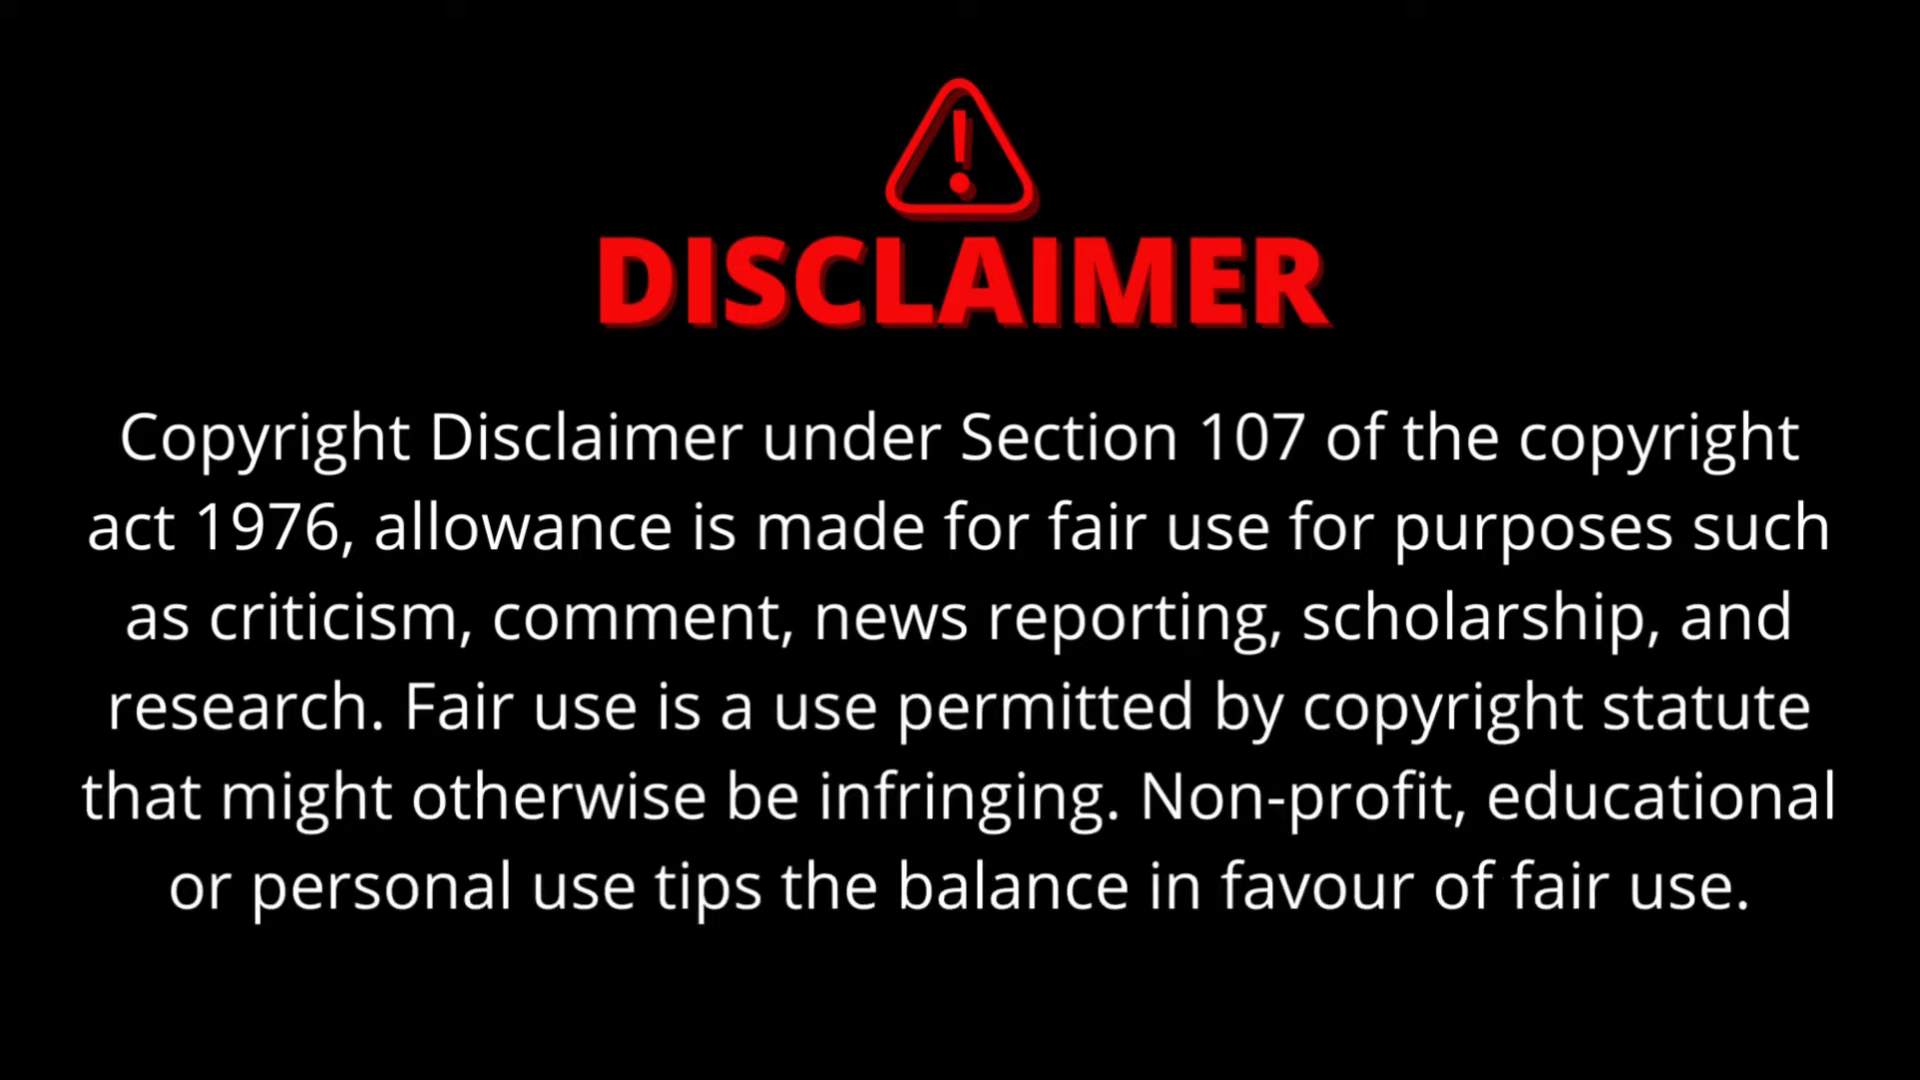 DISCLAIMER
Copyright Disclaimer under Section 107 of the copyright
act 1976, allowance is made for fair use for purposes such
as criticism, comment, news reporting, scholarship, and
research. Fair use is a use permitted by copyright statute
that might otherwise be infringing. Non-profit, educational
or personal use tips the balance in favour of fair use.